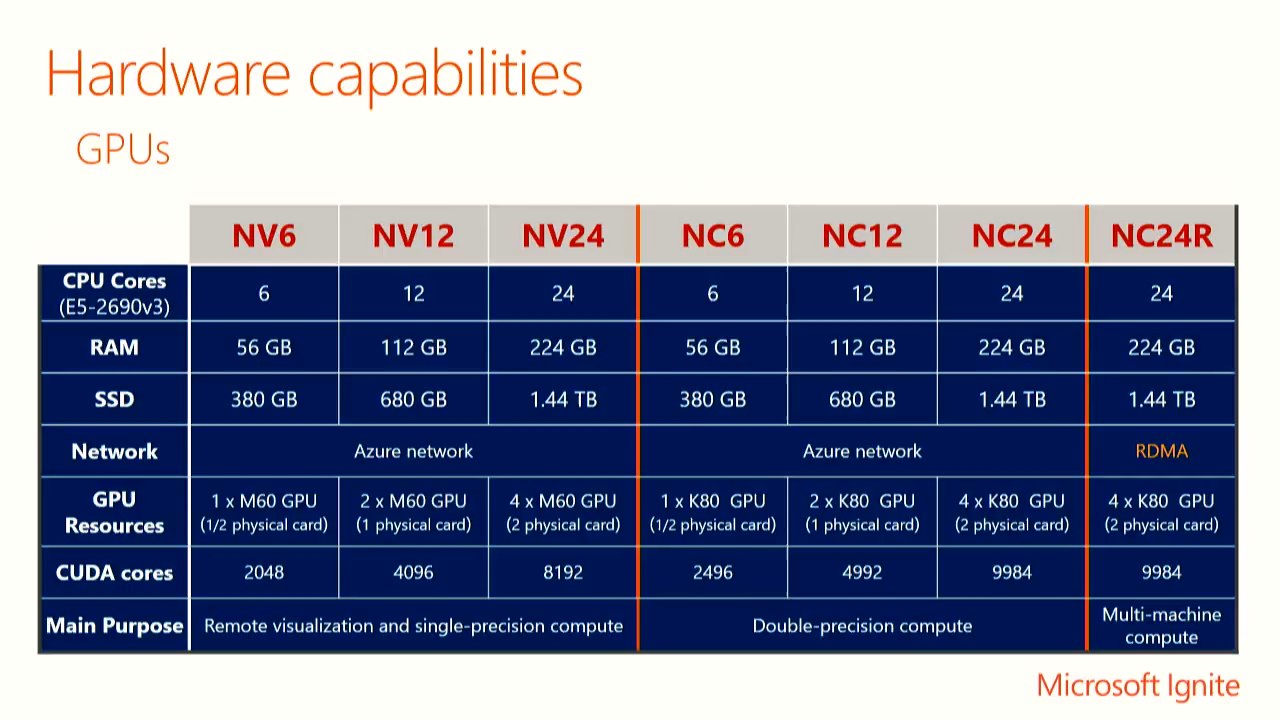 Hardware capabilities
GPUs
NV6 NV12 NV24 NC6 NC12 NC24 NC24R
CPU Cores
(E5-2690v3)
6 12 24 6 12 24 24
RAM 56 GB 112 GB 224 GB 56 GB 112 GB 224 GB 224 GB
SSD 380 GB 680 GB 1.44 TB 380 GB 680 GB 1.44 TB 1.44 TB
Network Azure network Azure network RDMA
GPU
Resources
1 x M60 GPU
(1/2 physical card)
2 x M60 GPU
(1 physical card)
4 x M60 GPU
(2 physical card)
1 x K80 GPU
(1/2 physical card)
2 x K80 GPU
(1 physical card)
4 x K80 GPU
(2 physical card)
4 x K80 GPU
(2 physical card)
CUDA cores 2048 4096 8192 2496 4992 9984 9984
Main Purpose Remote visualization and single-precision compute Double-precision compute
Multi-machine
compute
Microsoft Ignite